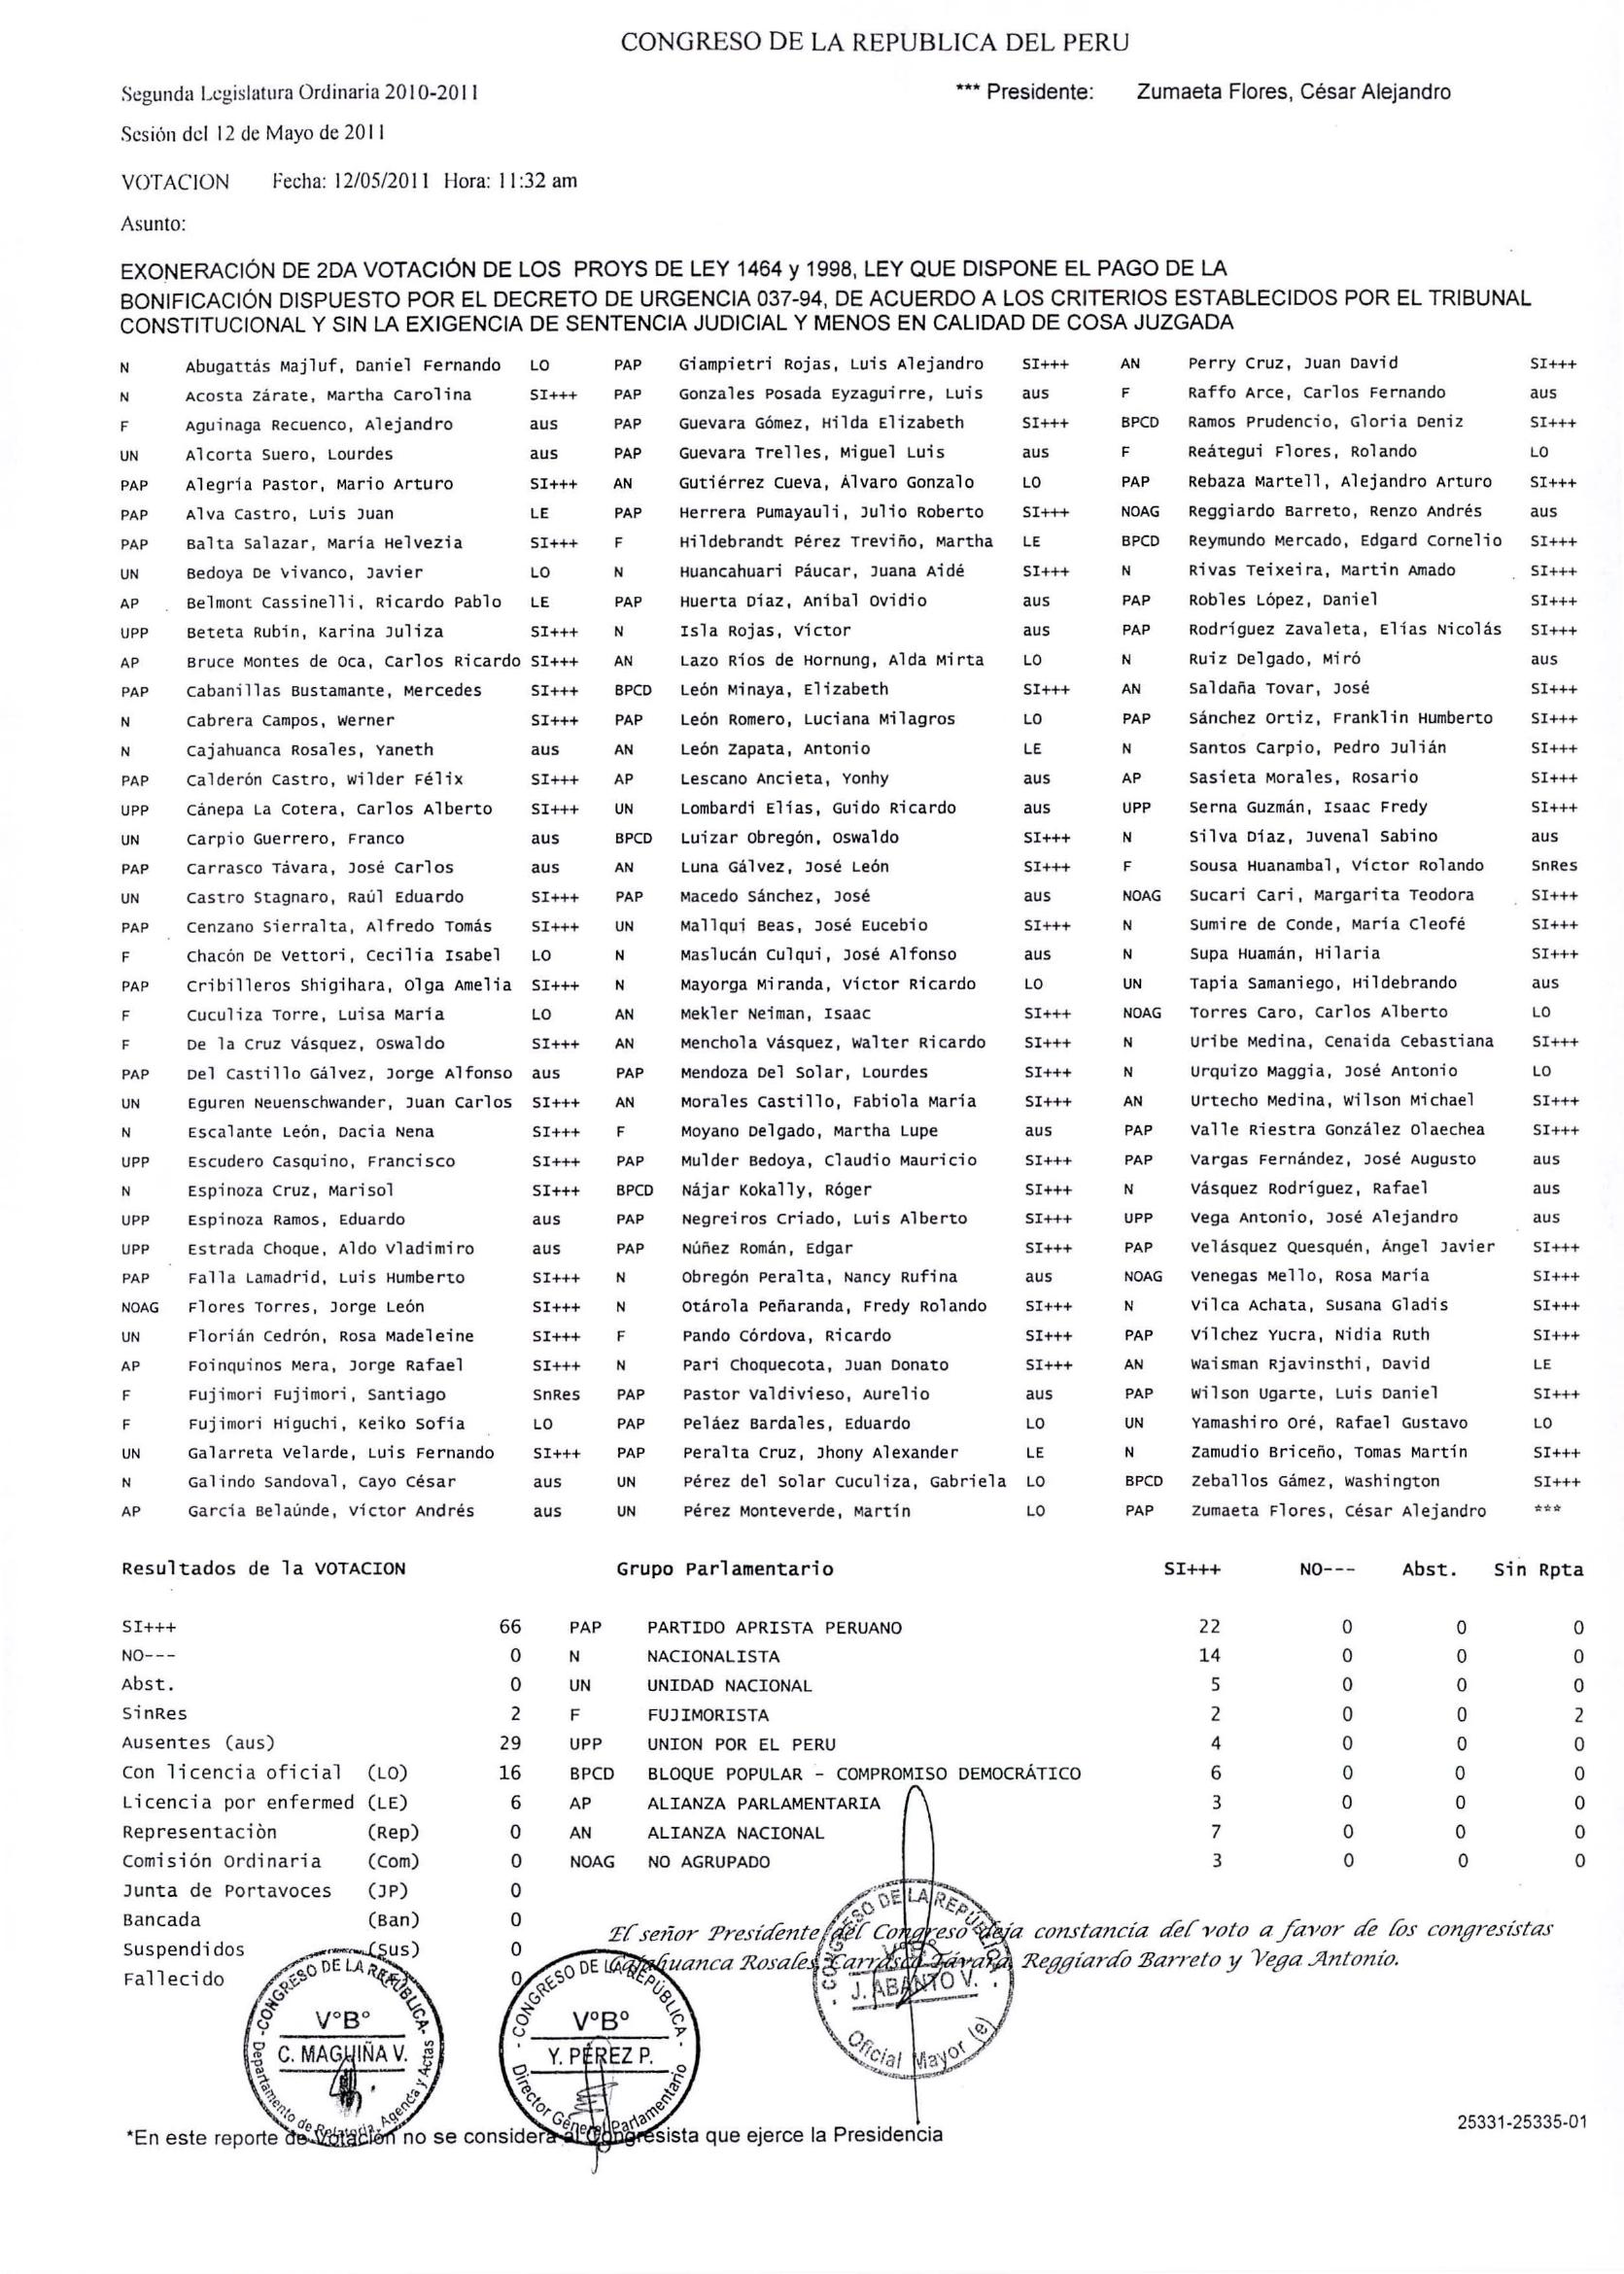 CONGRESO DE LA REPUBLICA DEL PERU
Segunda Legislatura Ordinaria 2010-2011 *** Presidente: Zumaeta Flores, César Alejandro
Sesión del 12 de Mayo de 2011
VOTACION Fecha: 12/05/2011 Hora: 11:32 am
Asunto:
EXONERACIÓN DE 2DA VOTACIÓN DE LOS PROYS DE LEY 1464 y 1998, LEY QUE DISPONE EL PAGO DE LA
BONIFICACIÓN DISPUESTO POR EL DECRETO DE URGENCIA 037-94, DE ACUERDO A LOS CRITERIOS ESTABLECIDOS POR EL TRIBUNAL
CONSTITUCIONAL Y SIN LA EXIGENCIA DE SENTENCIA JUDICIAL Y MENOS EN CALIDAD DE COSA JUZGADA
N Abugattás Majluf, Daniel Fernando LO PAP Giampietri Rojas, Luis Alejandro SI+++ AN Perry Cruz, Juan David SI+++
N Acosta Zárate, Martha Carolina SI+++ PAP Gonzales Posada Eyzaguirre, Luis aus F Raffo Arce, Carlos Fernando aus
F Aguinaga Recuenco, Alejandro aus PAP Guevara Gómez, Hilda Elizabeth SI+++ BPCD Ramos Prudencio, Gloria Deniz SI+++
UN Alcorta Suero, Lourdes aus PAP Guevara Trelles, Miguel Luis aus F Reátegui Flores, Rolando LO
PAP Alegría Pastor, Mario Arturo SI+++ AN Gutiérrez Cueva, Álvaro Gonzalo LO PAP Rebaza Martell, Alejandro Arturo SI+++
PAP Alva Castro, Luis Juan LE PAP Herrera Pumayauli, Julio Roberto SI+++ NOAG Reggiardo Barreto, Renzo Andrés aus
PAP Balta Salazar, María Helvezia SI+++ F Hildebrandt Pérez Treviño, Martha LE BPCD Reymundo Mercado, Edgard Cornelio SI+++
UN Bedoya De Vivanco, Javier LO N Huancahuari Páucar, Juana Aidé SI+++ N Rivas Teixeira, Martin Amado SI+++
AP Belmont Cassinelli, Ricardo Pablo LE PAP Huerta Díaz, Anibal Ovidio aus PAP Robles López, Daniel SI+++
UPP Beteta Rubín, Karina Juliza SI+++ N Isla Rojas, Víctor aus PAP Rodríguez Zavaleta, Elías Nicolás SI+++
AP Bruce Montes de Oca, Carlos Ricardo SI+++ AN Lazo Ríos de Hornung, Alda Mirta LO N Ruiz Delgado, Miró aus
PAP Cabanillas Bustamante, Mercedes SI+++ BPCD León Minaya, Elizabeth SI+++ AN Saldaña Tovar, José SI+++
N Cabrera Campos, Werner SI+++ PAP León Romero, Luciana Milagros LO PAP Sánchez Ortiz, Franklin Humberto SI+++
N Cajahuanca Rosales, Yaneth aus AN León Zapata, Antonio LE N Santos Carpio, Pedro Julián SI+++
PAP Calderón Castro, Wilder Félix SI+++ AP Lescano Ancieta, Yonhy aus AP Sasieta Morales, Rosario SI+++
UPP Cánepa La Cotera, Carlos Alberto SI+++ UN Lombardi Elías, Guido Ricardo aus UPP Serna Guzmán, Isaac Fredy SI+++
UN Carpio Guerrero, Franco aus BPCD Luizar Obregón, Oswaldo SI+++ N Silva Díaz, Juvenal Sabino aus
PAP Carrasco Távara, José Carlos aus AN Luna Gálvez, José León SI+++ F Sousa Huanambal, Víctor Rolando SnRes
UN Castro Stagnaro, Raúl Eduardo SI+++ PAP Macedo Sánchez, José aus NOAG Sucari Cari, Margarita Teodora SI+++
PAP Cenzano Sierralta, Alfredo Tomás SI+++ UN Mallqui Beas, José Eucebio SI+++ N Sumire de Conde, María Cleofé SI+++
F Chacón De Vettori, Cecilia Isabel LO N Maslucán Culqui, José Alfonso aus N Supa Huamán, Hilaria SI+++
PAP Cribilleros Shigihara, Olga Amelia SI+++ N Mayorga Miranda, Víctor Ricardo LO UN Tapia Samaniego, Hildebrando aus
F Cuculiza Torre, Luisa María LO AN Mekler Neiman, Isaac SI+++ NOAG Torres Caro, Carlos Alberto LO
F De la Cruz Vásquez, Oswaldo SI+++ AN Menchola Vásquez, Walter Ricardo SI+++ N Uribe Medina, Cenaida Cebastiana SI+++
PAP Del Castillo Gálvez, Jorge Alfonso aus PAP Mendoza Del Solar, Lourdes SI+++ N Urquizo Maggia, José Antonio LO
UN Eguren Neuenschwander, Juan Carlos SI+++ AN Morales Castillo, Fabiola María SI+++ AN Urtecho Medina, Wilson Michael SI+++
N Escalante León, Dacia Nena SI+++ F Moyano Delgado, Martha Lupe aus PAP Valle Riestra González Olaechea SI+++
UPP Escudero Casquino, Francisco SI+++ PAP Mulder Bedoya, Claudio Mauricio SI+++ PAP Vargas Fernández, José Augusto aus
N Espinoza Cruz, Marisol SI+++ BPCD Nájar Kokally, Róger SI+++ N Vásquez Rodríguez, Rafael aus
UPP Espinoza Ramos, Eduardo aus PAP Negreiros Criado, Luis Alberto SI+++ UPP Vega Antonio, José Alejandro aus
UPP Estrada Choque, Aldo Vladimiro aus PAP Núñez Román, Edgar SI+++ PAP Velásquez Quesquén, Ángel Javier SI+++
PAP Falla Lamadrid, Luis Humberto SI+++ N Obregón Peralta, Nancy Rufina aus NOAG Venegas Mello, Rosa María SI+++
NOAG Flores Torres, Jorge León SI+++ N Otárola Peñaranda, Fredy Rolando SI+++ N Vilca Achata, Susana Gladis SI+++
UN Florián Cedrón, Rosa Madeleine SI+++ F Pando Córdova, Ricardo SI+++ PAP Vílchez Yucra, Nidia Ruth SI+++
AP Foinquinos Mera, Jorge Rafael SI+++ N Pari Choquecota, Juan Donato SI+++ AN Waisman Rjavinsthi, David LE
F Fujimori Fujimori, Santiago SnRes PAP Pastor Valdivieso, Aurelio aus PAP Wilson Ugarte, Luis Daniel SI+++
F Fujimori Higuchi, Keiko Sofía LO PAP Peláez Bardales, Eduardo LO UN Yamashiro Oré, Rafael Gustavo LO
UN Galarreta Velarde, Luis Fernando SI+++ PAP Peralta Cruz, Jhony Alexander LE N Zamudio Briceño, Tomas Martín SI+++
N Galindo Sandoval, Cayo César aus UN Pérez del Solar Cuculiza, Gabriela LO BPCD Zeballos Gámez, Washington SI+++
AP García Belaúnde, Víctor Andrés aus UN Pérez Monteverde, Martín LO PAP Zumaeta Flores, César Alejandro ***
Resultados de la VOTACION Grupo Parlamentario SI+++ NO--- Abst. Sin Rpta
SI+++ 66 PAP PARTIDO APRISTA PERUANO 22 0 0 0
NO--- 0 N NACIONALISTA 14 0 0 0
Abst. 0 UN UNIDAD NACIONAL 5 0 0 0
SinRes 2 F FUJIMORISTA 2 0 0 2
Ausentes (aus) 29 UPP UNION POR EL PERU 4 0 0 0
Con licencia oficial (LO) 16 BPCD BLOQUE POPULAR - COMPROMISO DEMOCRÁTICO 6 0 0 0
Licencia por enfermed (LE) 6 AP ALIANZA PARLAMENTARIA 3 0 0 0
Representaciòn (Rep) 0 AN ALIANZA NACIONAL 7 0 0 0
Comisión Ordinaria (Com) 0 NOAG NO AGRUPADO 3 0 0 0
Junta de Portavoces (JP) 0
Bancada (Ban) 0
Suspendidos (Sus) 0
Fallecido 0
El señor Presidente del Congreso deja constancia del voto a favor de los congresistas
Cajahuanca Rosales, Carrasco Távara, Reggiardo Barreto y Vega Antonio.
-CONGRESO DE LA REPÚBLICA-
V°B°
C. MAGUIÑA V.
Departamento de Relatoría, Agenda y Actas
- CONGRESO DE LA REPÚBLICA -
V°B°
Y. PÉREZ P.
Director General Parlamentario
- CONGRESO DE LA REPÚBLICA -
V°B°
J. ABANTO V.
Oficial Mayor (e)
25331-25335-01
*En este reporte de Votación no se considera al Congresista que ejerce la Presidencia